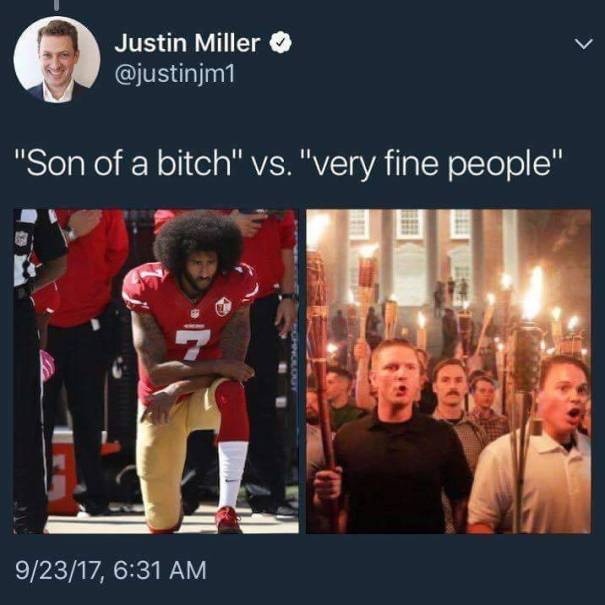 Justin Miller
@justinjm1
"Son of a bitch" vs. "very fine people"
7
9/23/17, 6:31 AM